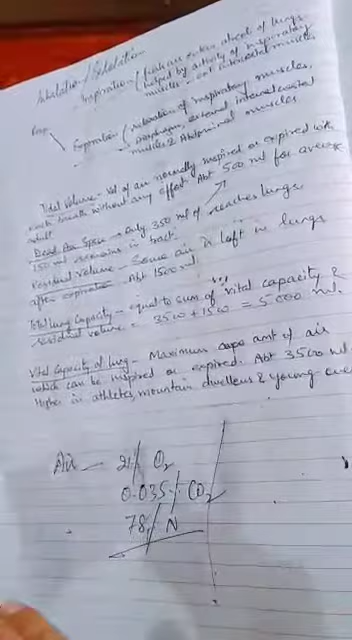 Inhalation / Exhalation
Inspiration - (fresh air enters alveoli of lungs
helped by activity of inspiratory
muscles - ext intercostal muscles
Expiration - (relaxation of inspiratory muscles,
- Diaphragm, external intercostal
muscles & Abdominal muscles
Tidal Volume - Vol of air normally inspired or expired with
each breath without any effort. Abt 500 ml for average
adult
Dead Air Space - only 350 ml of reaches lungs.
150 ml remains in tract.
Residual Volume - Some air is left in lungs
after expiration. Abt 1500 ml
Total lung Capacity - equal to sum of vital capacity &
residual volume = 3500 + 1500 = 5000 ml.
Vital Capacity of lung - Maximum amt of air
which can be inspired or expired. Abt 3500 ml
Higher in athletes, mountain dwellers & young
Air - 21% O2
0.035% CO2
78% N